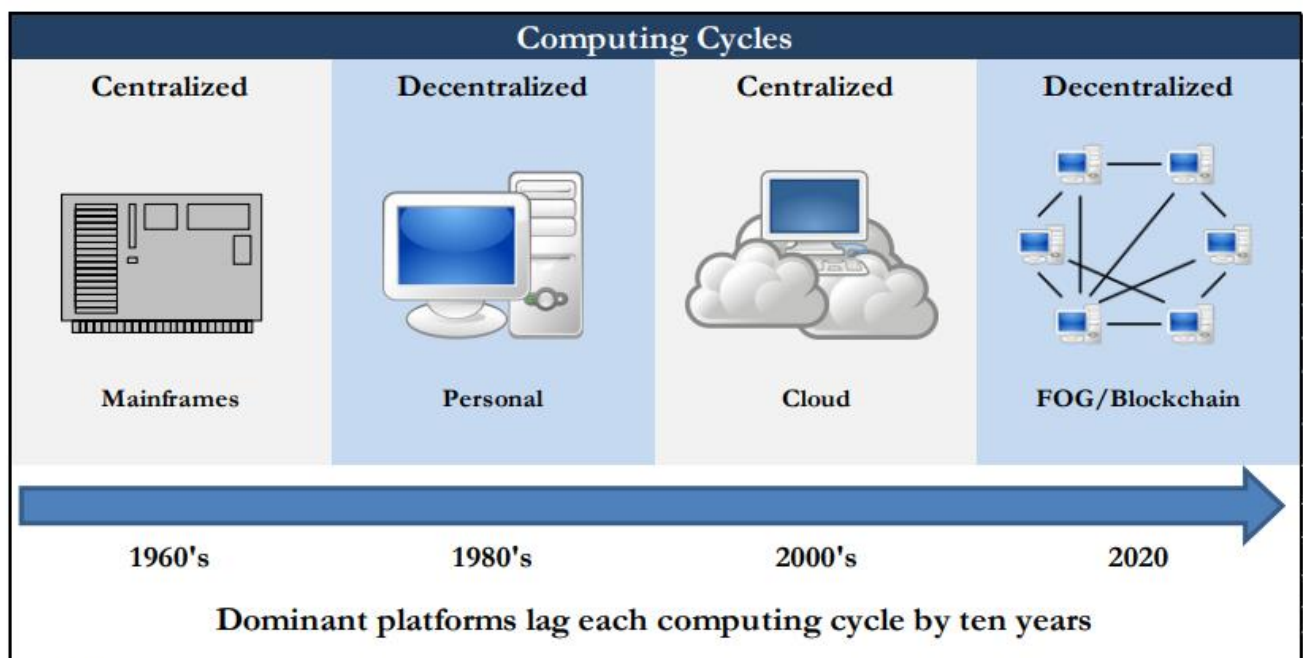 Computing Cycles
Centralized
Decentralized
Centralized
Decentralized
Mainframes
Personal
Cloud
FOG/Blockchain
1960's
1980's
2000's
2020
Dominant platforms lag each computing cycle by ten years